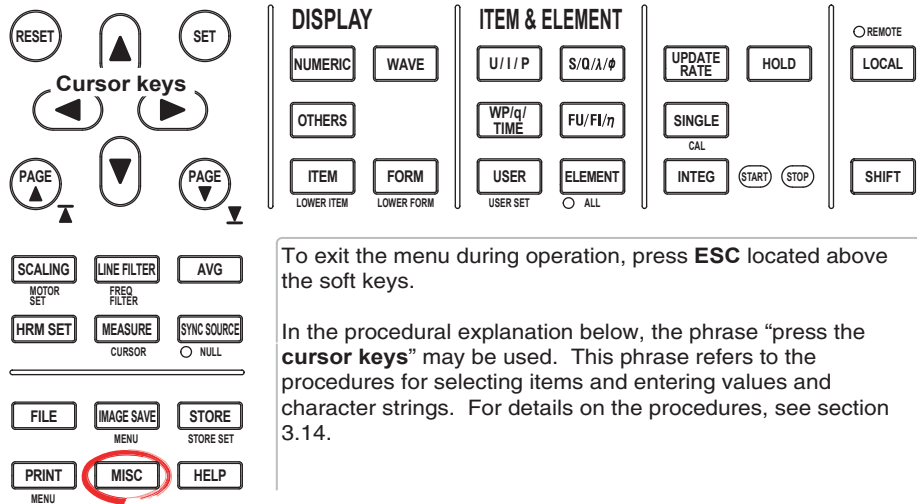 RESET
SET
Cursor keys
PAGE
PAGE
DISPLAY
NUMERIC
WAVE
OTHERS
ITEM
FORM
LOWER ITEM
LOWER FORM
ITEM & ELEMENT
U/I/P
S/Q/λ/ϕ
WP/q/
TIME
FU/FI/η
USER
ELEMENT
USER SET
ALL
UPDATE
RATE
HOLD
SINGLE
CAL
INTEG
START
STOP
REMOTE
LOCAL
SHIFT
SCALING
LINE FILTER
AVG
MOTOR
SET
FREQ
FILTER
HRM SET
MEASURE
SYNC SOURCE
CURSOR
NULL
FILE
IMAGE SAVE
STORE
MENU
STORE SET
PRINT
MISC
HELP
MENU
To exit the menu during operation, press ESC located above
the soft keys.
In the procedural explanation below, the phrase “press the
cursor keys” may be used. This phrase refers to the
procedures for selecting items and entering values and
character strings. For details on the procedures, see section
3.14.